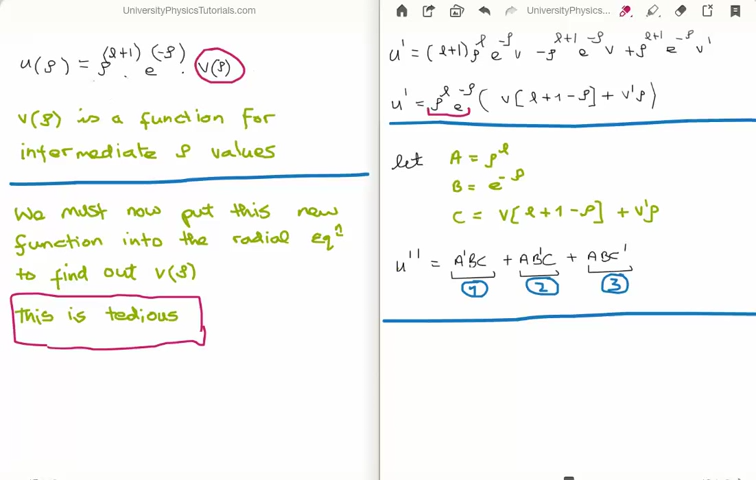 UniversityPhysicsTutorials.com
u(ρ) = ρ^(l+1) . e^(-ρ) . v(ρ)
v(ρ) is a function for
intermediate ρ values
We must now put this new
function into the radial eqⁿ
to find out v(ρ)
this is tedious
UniversityPhysics...
u' = (l+1)ρ^l e^-ρ v - ρ^l+1 e^-ρ v + ρ^l+1 e^-ρ v'
u' = ρ^l e^-ρ ( v[l+1-ρ] + v'ρ)
let A = ρ^l
B = e^-ρ
C = v[l+1-ρ] + v'ρ
u'' = A'BC + AB'C + ABC'
1 2 3